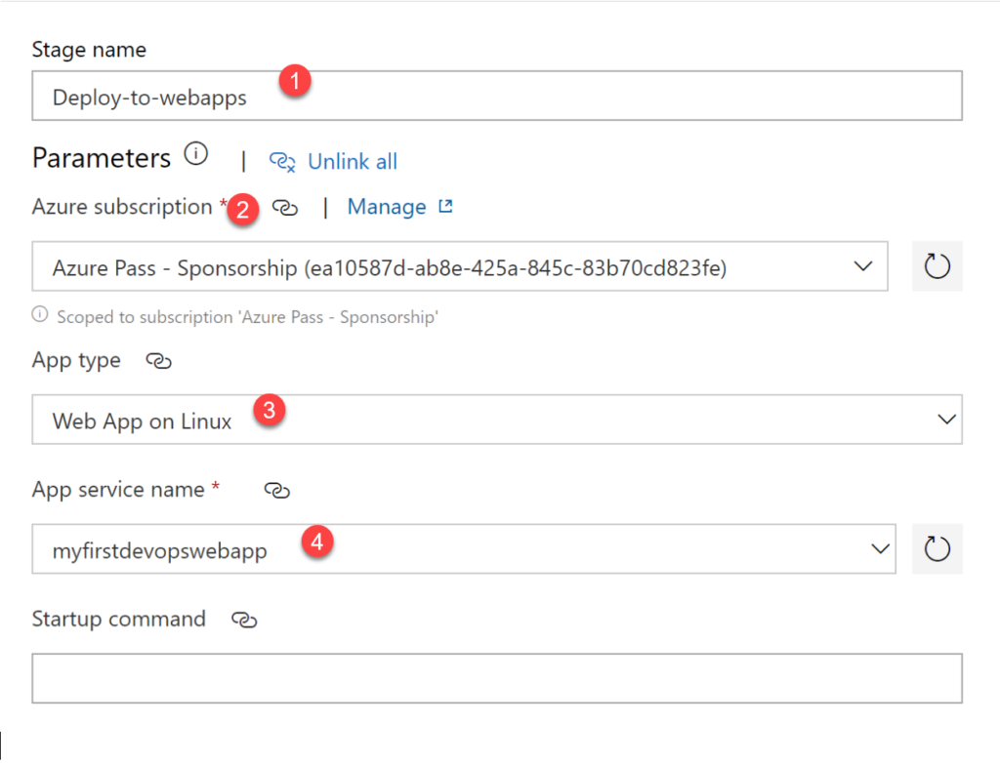 Stage name
Deploy-to-webapps 1
Parameters | Unlink all
Azure subscription * 2 | Manage
Azure Pass - Sponsorship (ea10587d-ab8e-425a-845c-83b70cd823fe)
Scoped to subscription 'Azure Pass - Sponsorship'
App type
Web App on Linux 3
App service name *
myfirstdevopswebapp 4
Startup command